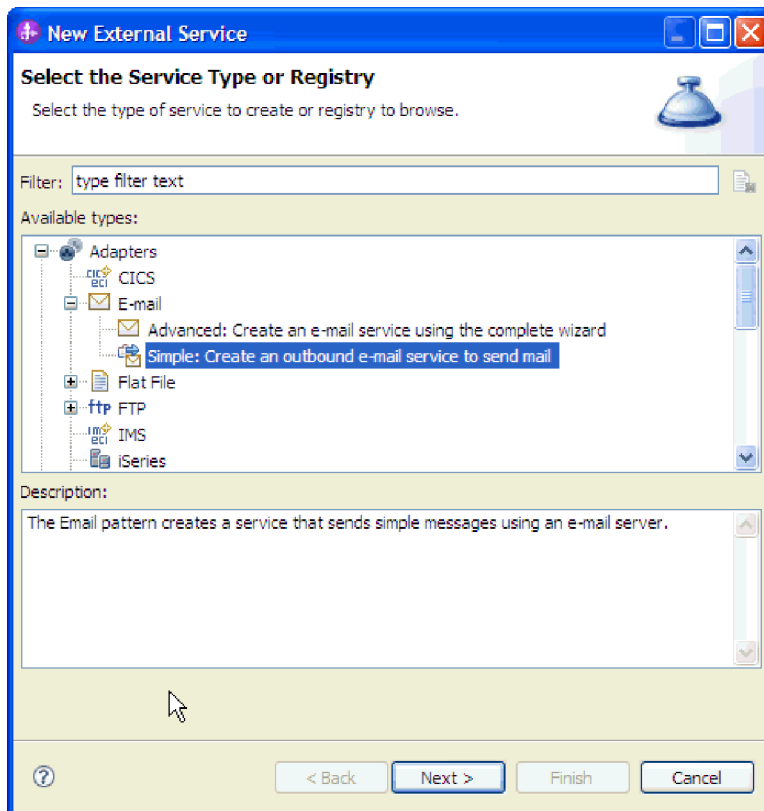 New External Service
Select the Service Type or Registry
Select the type of service to create or registry to browse.
Filter: type filter text
Available types:
Adapters
CICS
E-mail
Advanced: Create an e-mail service using the complete wizard
Simple: Create an outbound e-mail service to send mail
Flat File
ftp FTP
IMS
iSeries
Description:
The Email pattern creates a service that sends simple messages using an e-mail server.
< Back Next > Finish Cancel